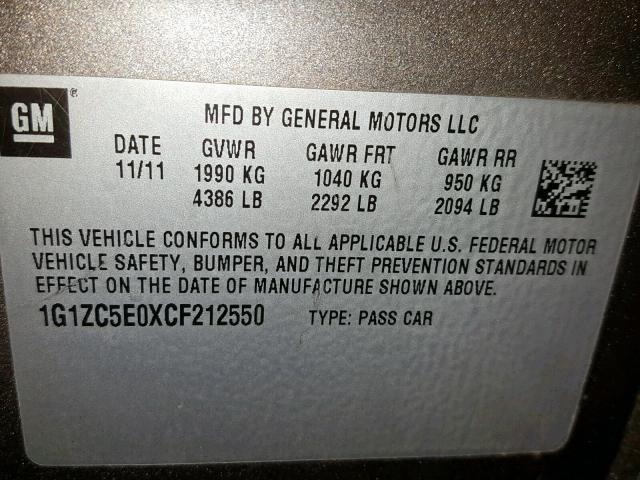 GM ®
MFD BY GENERAL MOTORS LLC
DATE GVWR GAWR FRT GAWR RR
11/11 1990 KG 1040 KG 950 KG
4386 LB 2292 LB 2094 LB
THIS VEHICLE CONFORMS TO ALL APPLICABLE U.S. FEDERAL MOTOR
VEHICLE SAFETY, BUMPER, AND THEFT PREVENTION STANDARDS IN
EFFECT ON THE DATE OF MANUFACTURE SHOWN ABOVE.
1G1ZC5E0XCF212550 TYPE: PASS CAR